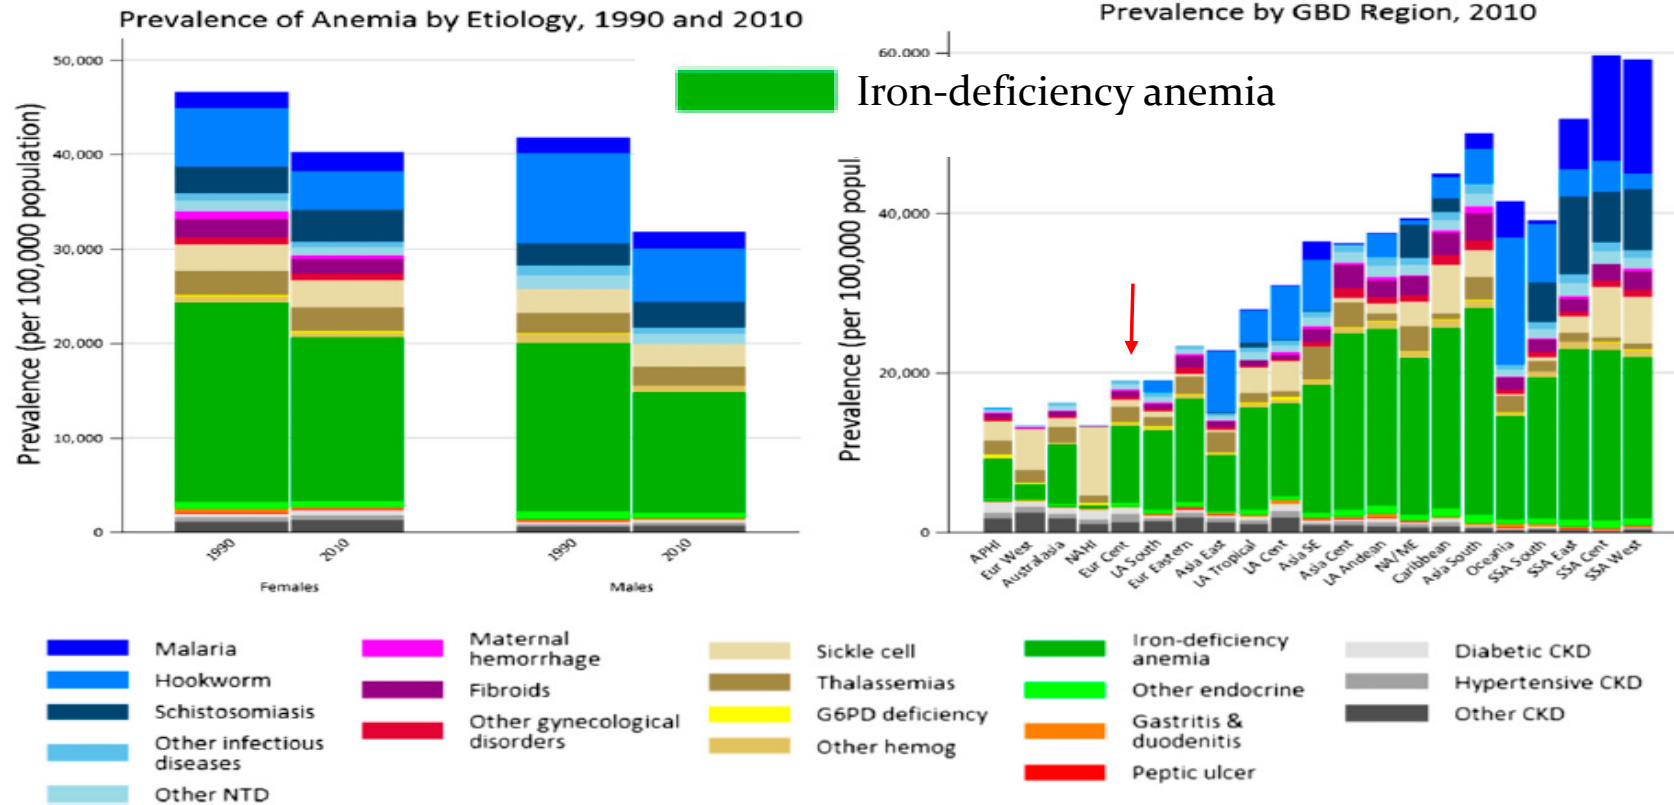 Prevalence of Anemia by Etiology, 1990 and 2010
Prevalence (per 100,000 population)
50,000
40,000
30,000
20,000
10,000
0
1990
2010
1990
2010
Females
Males
Iron-deficiency anemia
Prevalence by GBD Region, 2010
Prevalence (per 100,000 popul
60,000
40,000
20,000
0
APHI
Eur West
Australasia
NAHI
Eur Cent
LA South
Eur Eastern
Asia East
LA Tropical
LA Cent
Asia SE
Asia Cent
LA Andean
NA/ME
Caribbean
Asia South
Oceania
SSA South
SSA East
SSA Cent
SSA West
Malaria
Hookworm
Schistosomiasis
Other infectious
diseases
Other NTD
Maternal
hemorrhage
Fibroids
Other gynecological
disorders
Sickle cell
Thalassemias
G6PD deficiency
Other hemog
Iron-deficiency
anemia
Other endocrine
Gastritis &
duodenitis
Peptic ulcer
Diabetic CKD
Hypertensive CKD
Other CKD